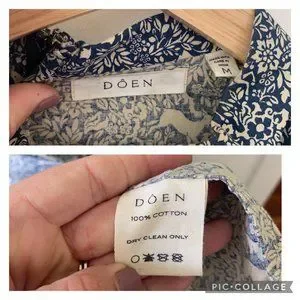 DÔEN
M
DÔEN
100% COTTON
DRY CLEAN ONLY
PIC•COLLAGE